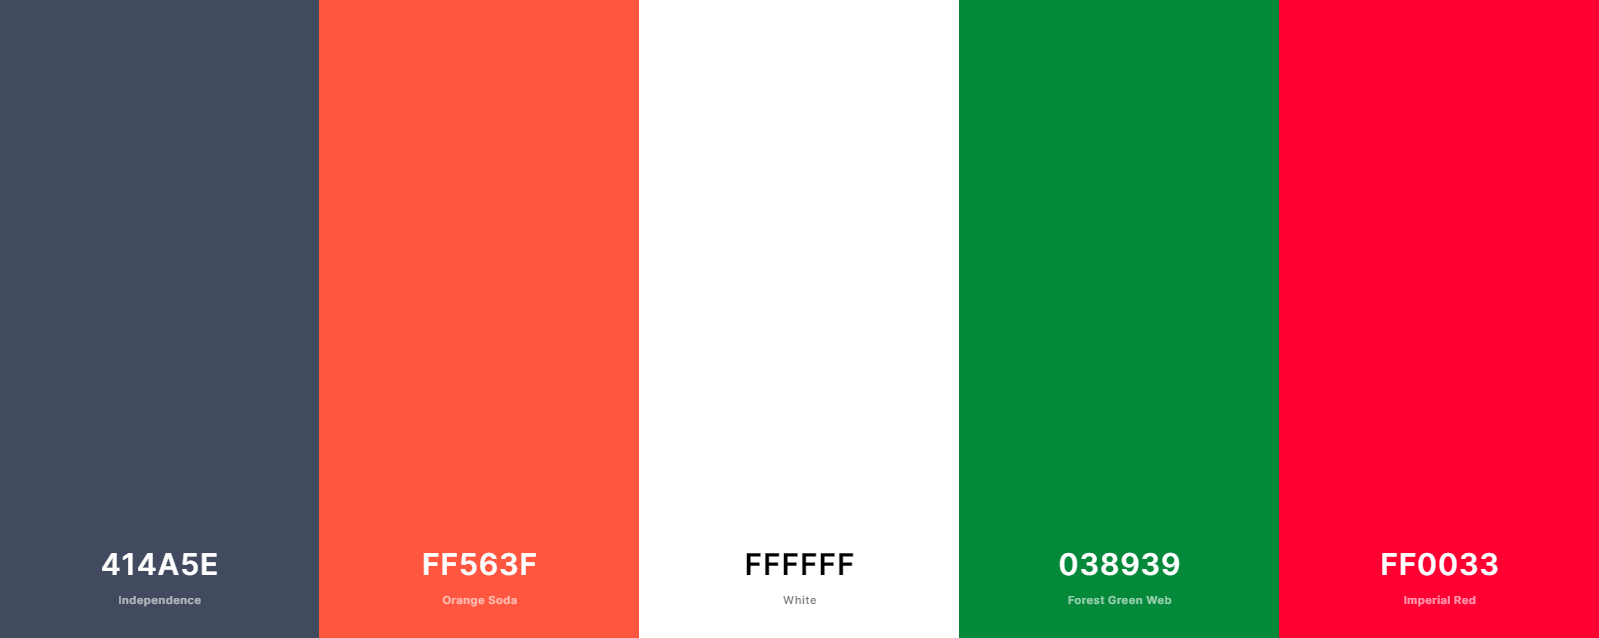 414A5E
Independence
FF563F
Orange Soda
FFFFFF
White
038939
Forest Green Web
FF0033
Imperial Red